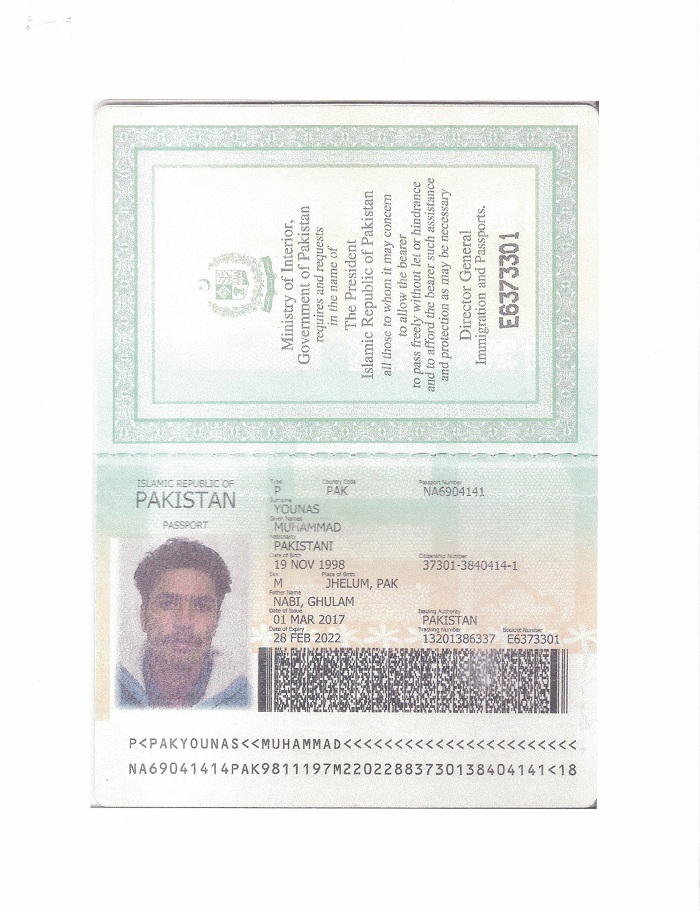 Ministry of Interior,
Government of Pakistan
requires and requests
in the name of
The President
Islamic Republic of Pakistan
all those to whom it may concern
to allow the bearer
to pass freely without let or hindrance
and to afford the bearer such assistance
and protection as may be necessary
Director General
Immigration and Passports.
E6373301
ISLAMIC REPUBLIC OF
PAKISTAN
PASSPORT
Type Country Code Passport Number
P PAK NA6904141
Surname
YOUNAS
Given Names
MUHAMMAD
Nationality
PAKISTANI
Date of Birth Citizenship Number
19 NOV 1998 37301-3840414-1
Sex Place of Birth
M JHELUM, PAK
Father Name
NABI, GHULAM
Date of Issue Issuing Authority
01 MAR 2017 PAKISTAN
Date of Expiry Tracking Number Booklet Number
28 FEB 2022 13201386337 E6373301
P<PAKYOUNAS<<MUHAMMAD<<<<<<<<<<<<<<<<<<<<<<<
NA69041414PAK9811197M22022883730138404141<18